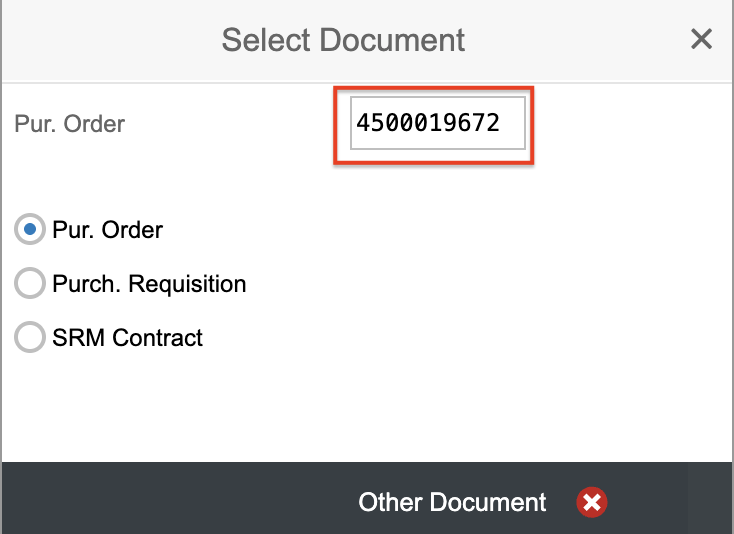 Select Document
Pur. Order 4500019672
Pur. Order
Purch. Requisition
SRM Contract
Other Document